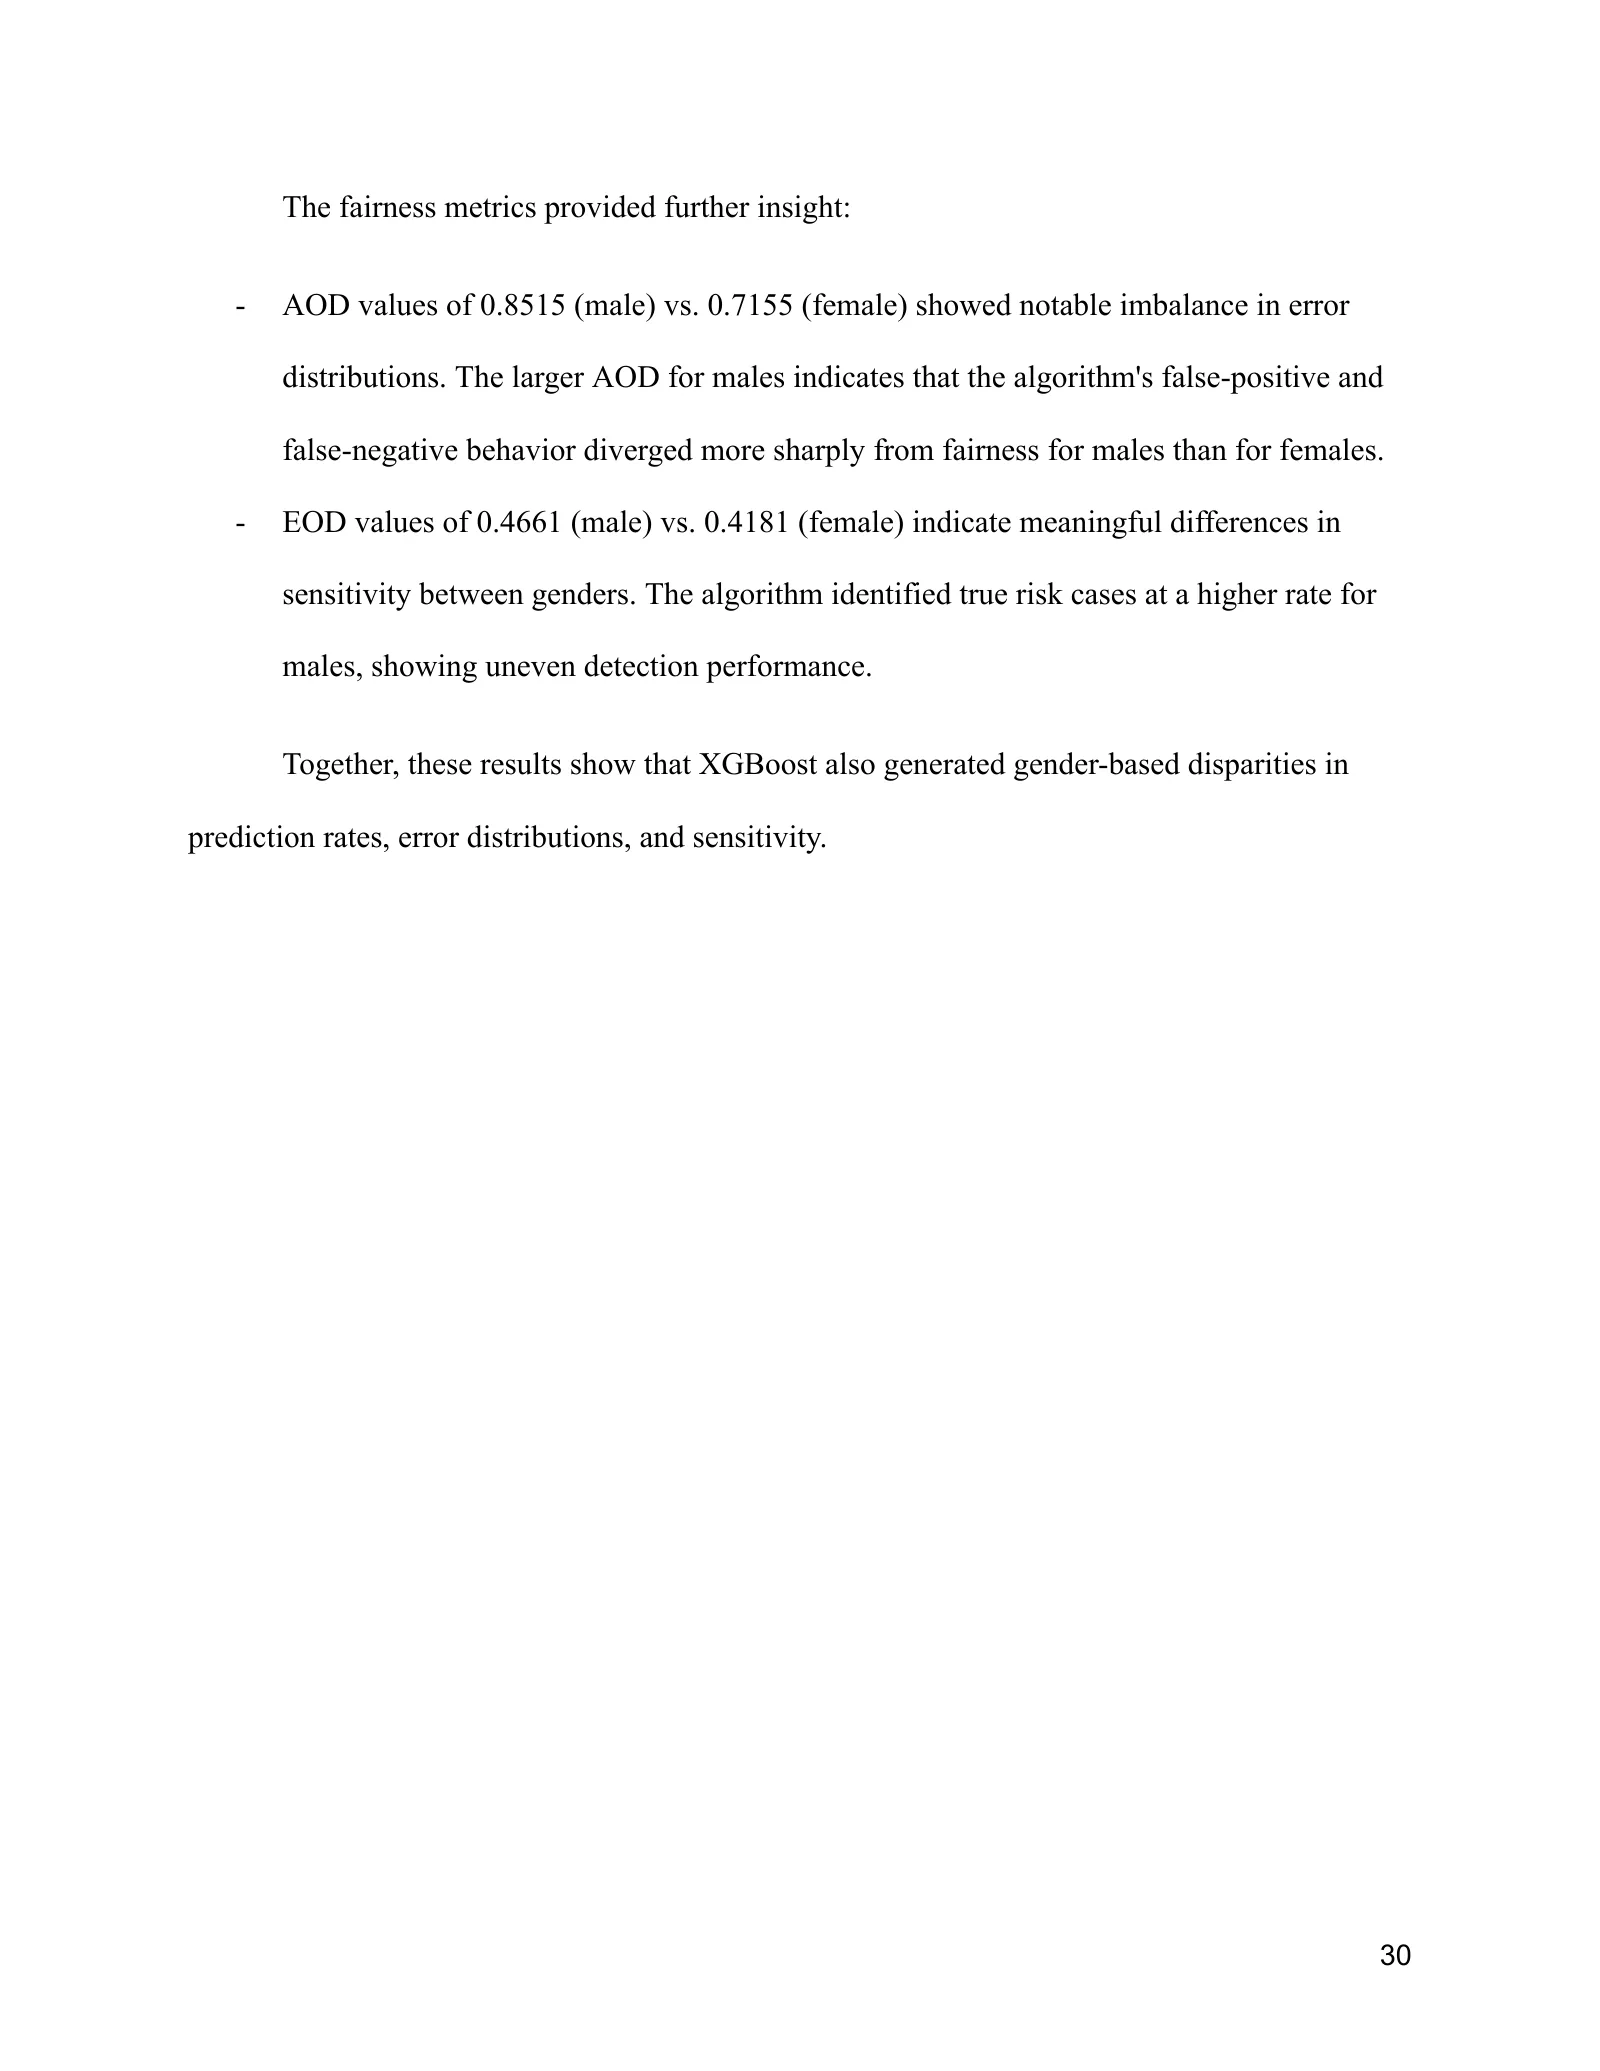 The fairness metrics provided further insight:
- AOD values of 0.8515 (male) vs. 0.7155 (female) showed notable imbalance in error
distributions. The larger AOD for males indicates that the algorithm's false-positive and
false-negative behavior diverged more sharply from fairness for males than for females.
- EOD values of 0.4661 (male) vs. 0.4181 (female) indicate meaningful differences in
sensitivity between genders. The algorithm identified true risk cases at a higher rate for
males, showing uneven detection performance.
Together, these results show that XGBoost also generated gender-based disparities in
prediction rates, error distributions, and sensitivity.
30